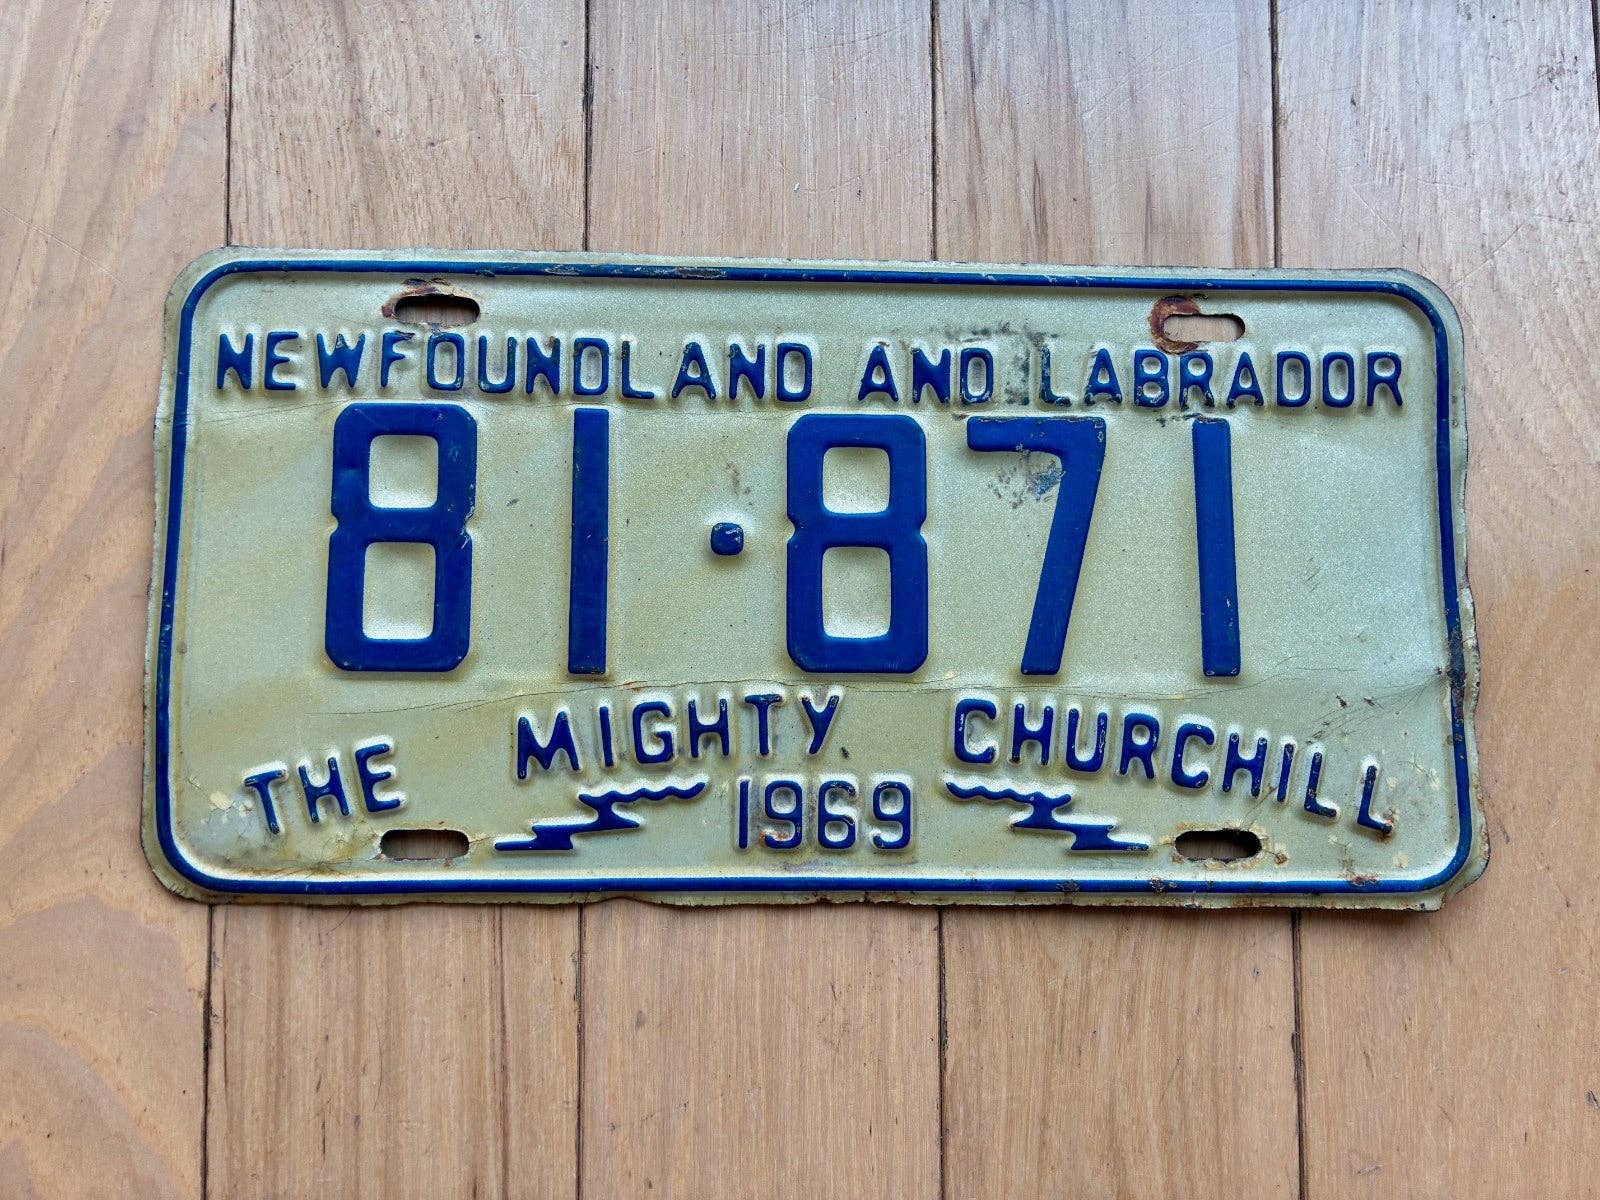 NEWFOUNDLAND AND LABRADOR
81·871
THE MIGHTY CHURCHILL
1969